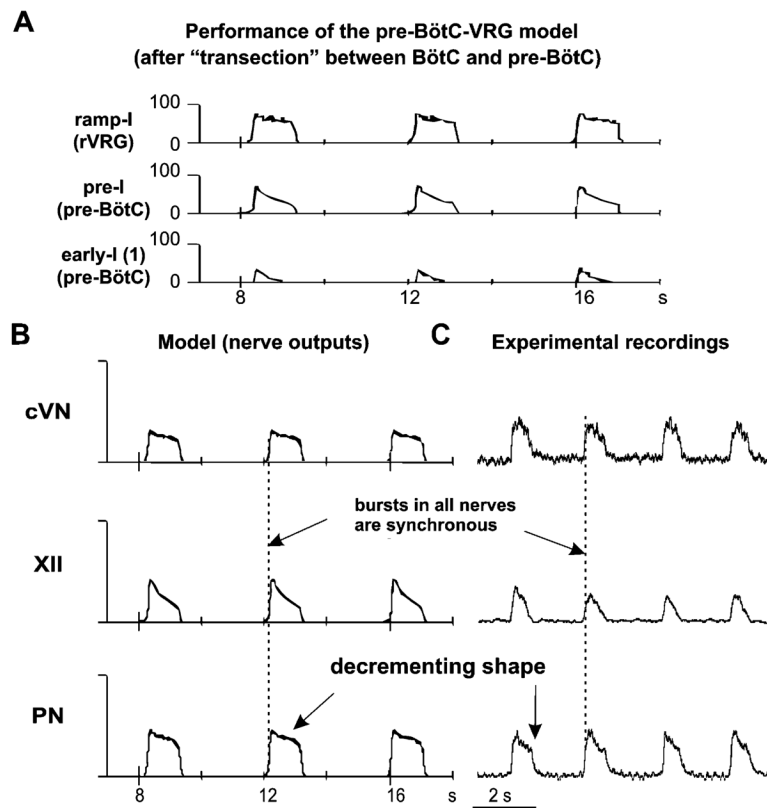 A
Performance of the pre-BötC-VRG model
(after “transection” between BötC and pre-BötC)
100
ramp-I
(rVRG)
0
100
pre-I
(pre-BötC)
0
100
early-I (1)
(pre-BötC)
0
8 12 16 s
B Model (nerve outputs) C Experimental recordings
cVN
bursts in all nerves
are synchronous
XII
decrementing shape
PN
8 12 16 s 2 s